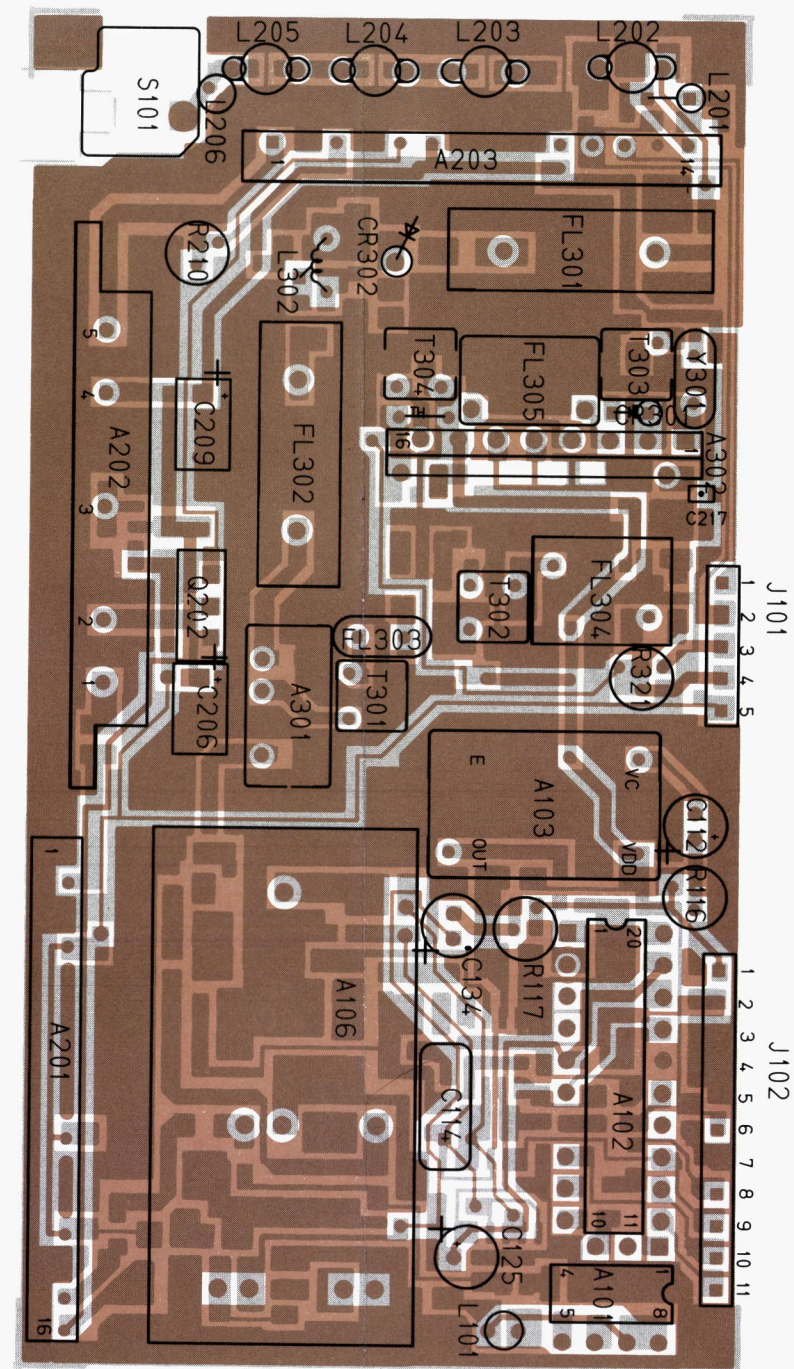 L205
L204
L203
L202
S101
U206
L201
A203
1
14
R210
L302
CR302
FL301
5
4
3
2
1
A202
C209
FL302
T304
FL305
T303
Y301
CR301
16
1
A302
C217
Q202
T302
FL304
J101
1
2
3
4
5
FL303
R321
C206
A301
T301
E
A103
VC
OUT
VDD
C112
R116
1
A201
16
A106
C134
R117
1
20
A102
10
11
J102
1
2
3
4
5
6
7
8
9
10
11
C114
C125
L101
4
A101
1
5
8